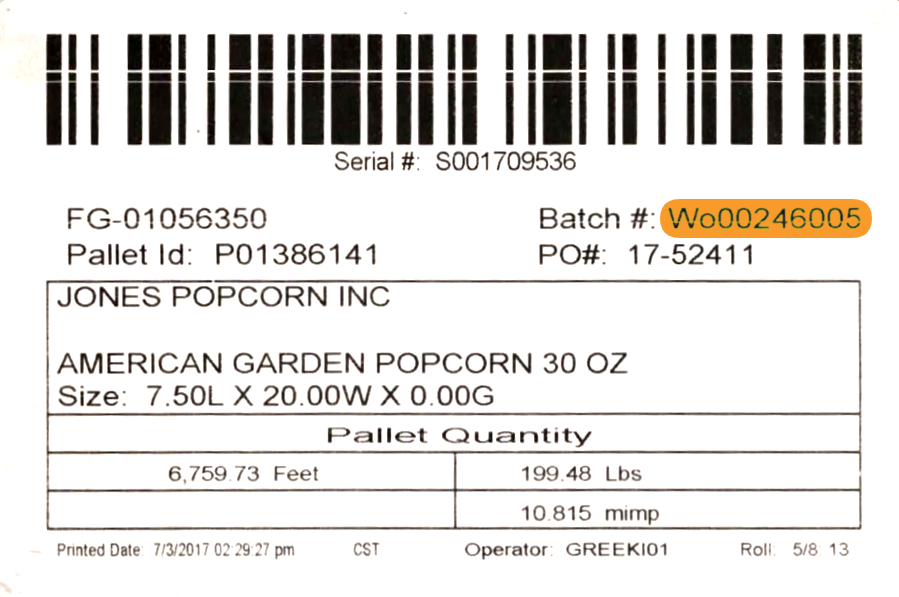 Serial #: S001709536
FG-01056350 Batch #: Wo00246005
Pallet Id: P01386141 PO#: 17-52411
JONES POPCORN INC
AMERICAN GARDEN POPCORN 30 OZ
Size: 7.50L X 20.00W X 0.00G
Pallet Quantity
6,759.73 Feet 199.48 Lbs
10.815 mimp
Printed Date: 7/3/2017 02:29:27 pm CST Operator: GREEKI01 Roll: 5/8 13